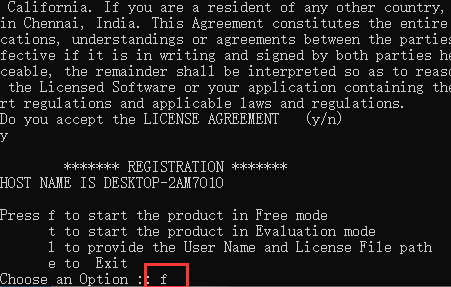 California. If you are a resident of any other country,
in Chennai, India. This Agreement constitutes the entire
cations, understandings or agreements between the parties
fective if it is in writing and signed by both parties he
ceable, the remainder shall be interpreted so as to reaso
the Licensed Software or your application containing the
rt regulations and applicable laws and regulations.
Do you accept the LICENSE AGREEMENT (y/n)
y
******* REGISTRATION *******
HOST NAME IS DESKTOP-2AM7010
Press f to start the product in Free mode
t to start the product in Evaluation mode
l to provide the User Name and License File path
e to Exit
Choose an Option :: f